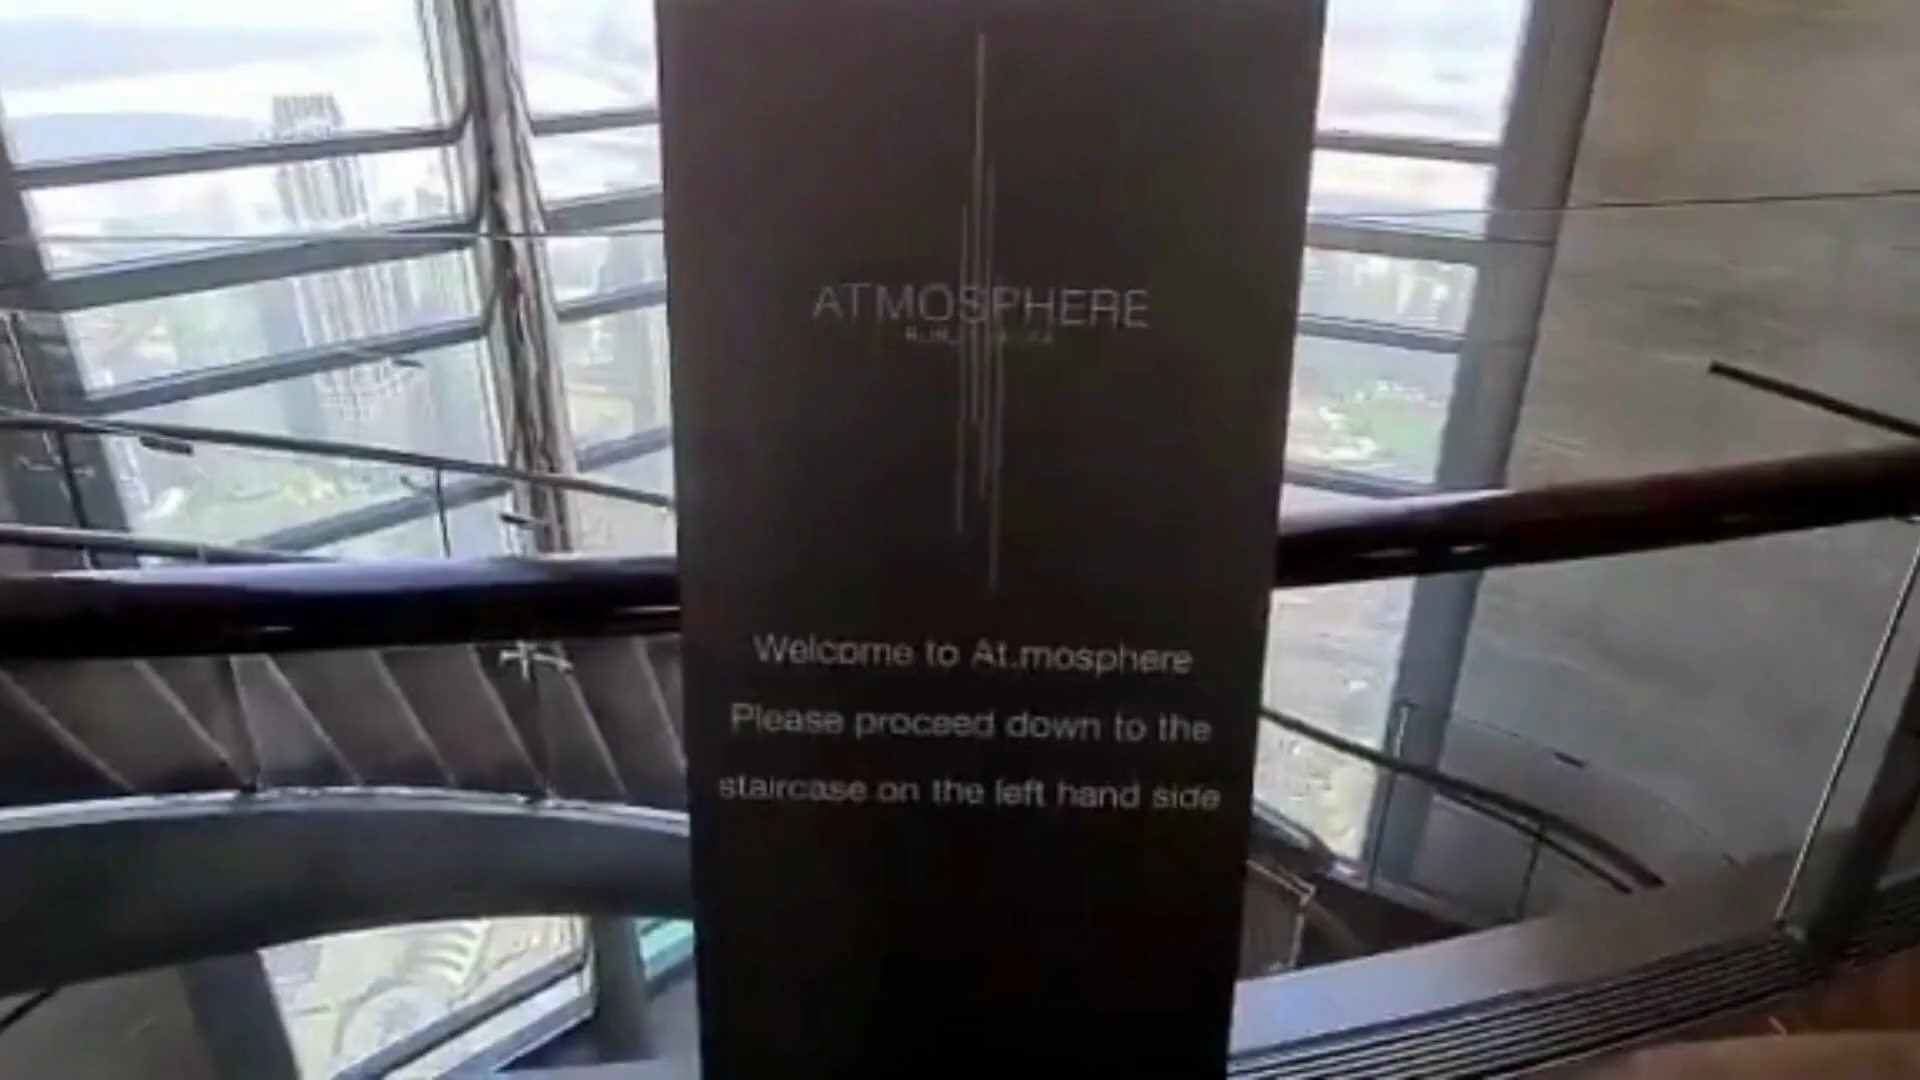 ATMOSPHERE
Welcome to At.mosphere
Please proceed down to the
staircase on the left hand side